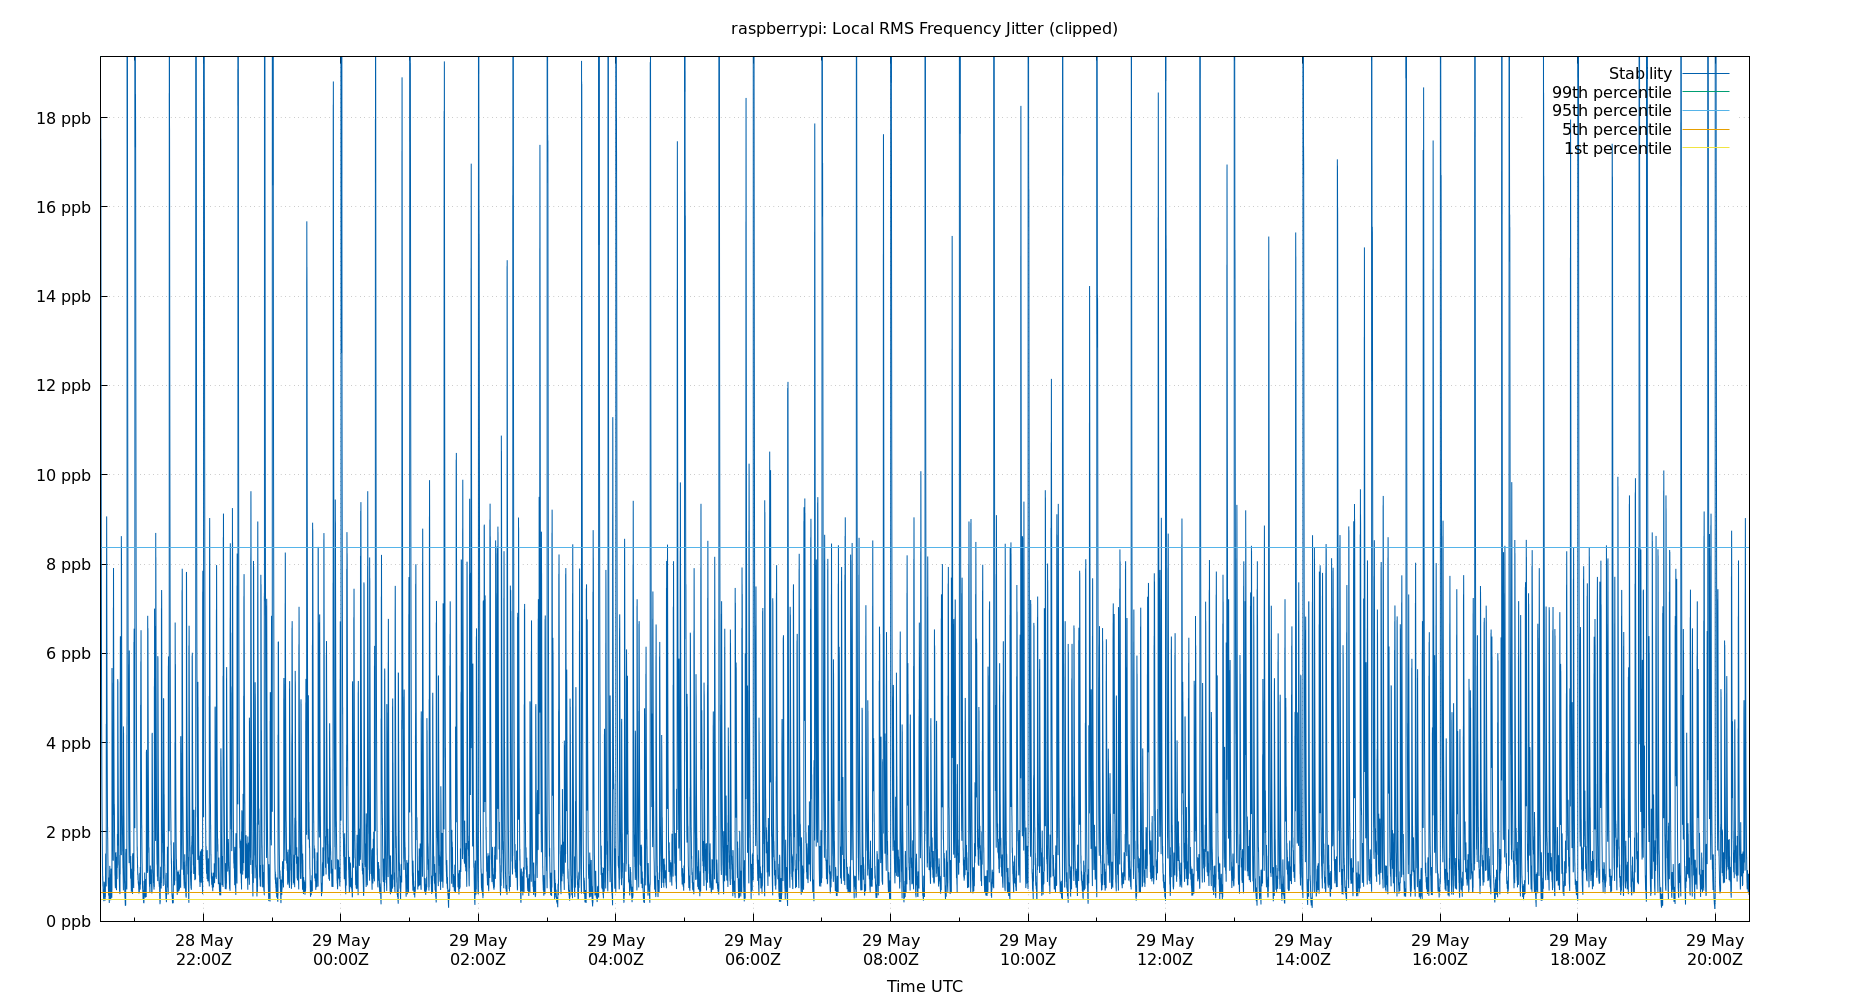 raspberrypi: Local RMS Frequency Jitter (clipped)
Stability
99th percentile
95th percentile
5th percentile
1st percentile
18 ppb
16 ppb
14 ppb
12 ppb
10 ppb
8 ppb
6 ppb
4 ppb
2 ppb
0 ppb
28 May 29 May 29 May 29 May 29 May 29 May 29 May 29 May 29 May 29 May 29 May 29 May
22:00Z 00:00Z 02:00Z 04:00Z 06:00Z 08:00Z 10:00Z 12:00Z 14:00Z 16:00Z 18:00Z 20:00Z
Time UTC